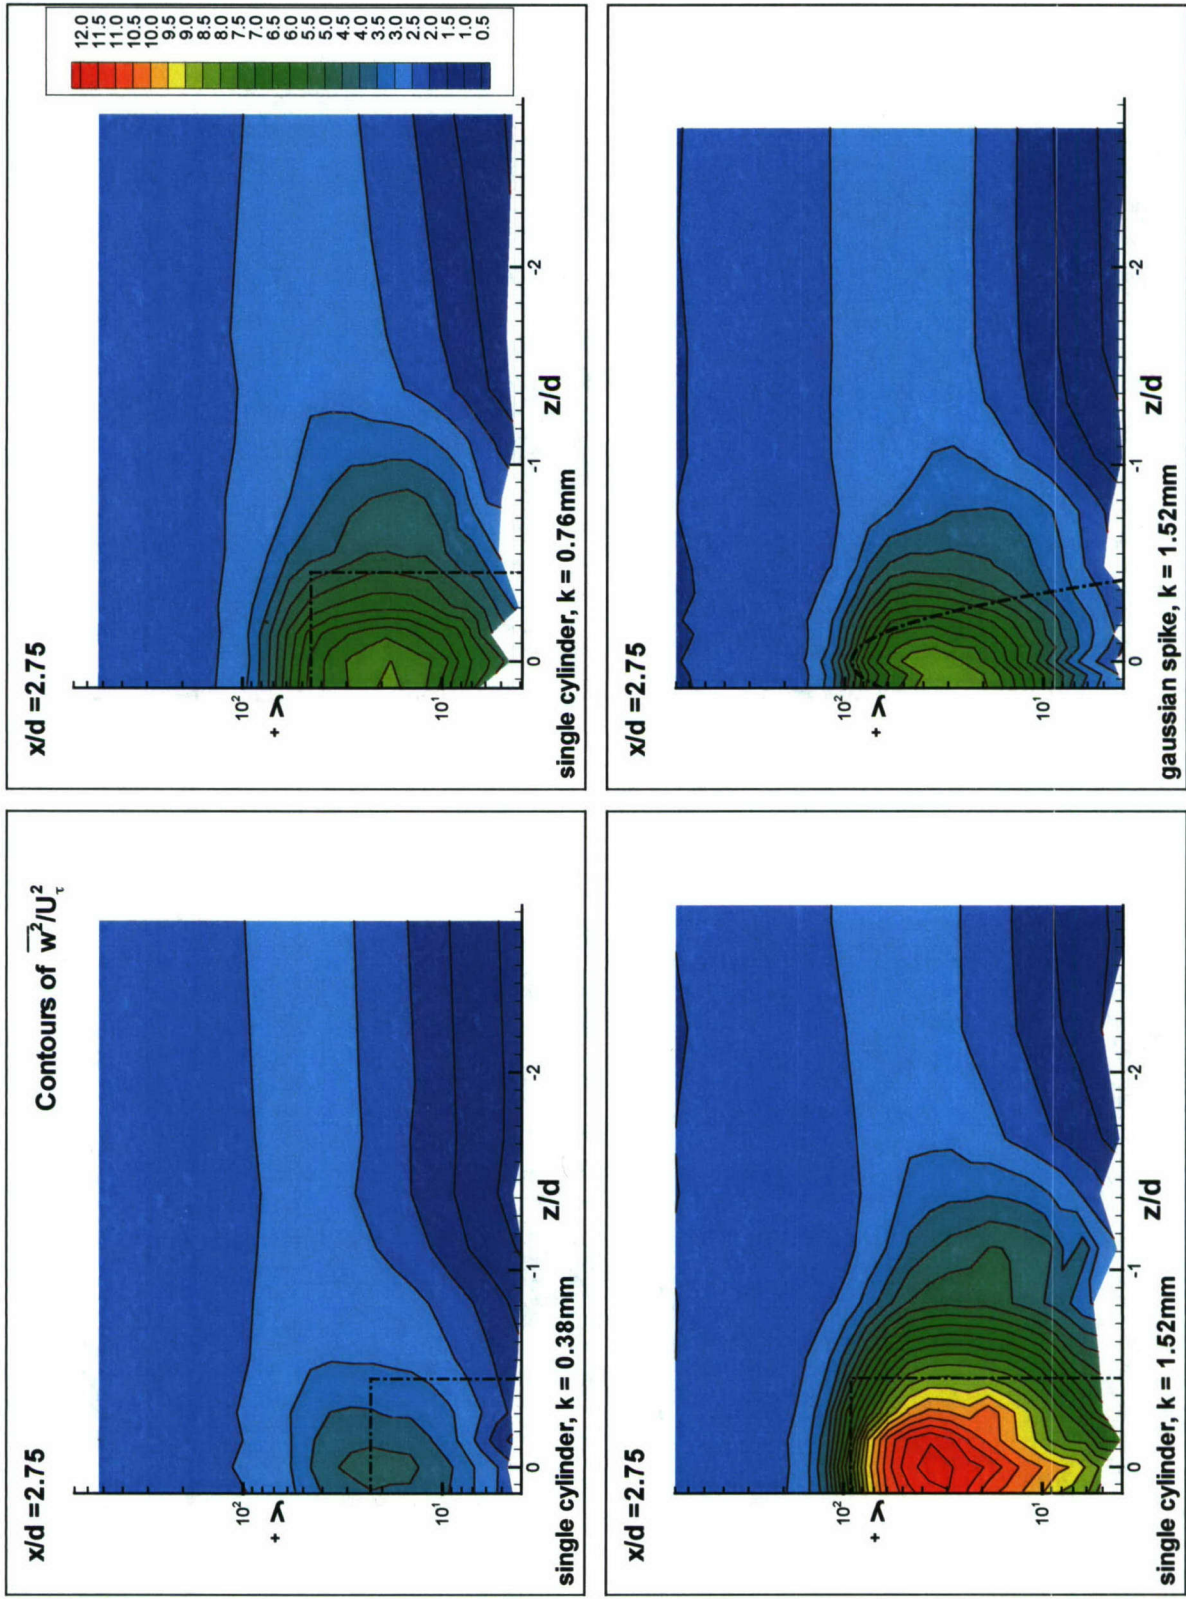 x/d =2.75
Contours of w²/U²τ
10²
y+
10¹
0
-1
-2
z/d
single cylinder, k = 0.38mm
x/d =2.75
12.0
11.5
11.0
10.5
10.0
9.5
9.0
8.5
8.0
7.5
7.0
6.5
6.0
5.5
5.0
4.5
4.0
3.5
3.0
2.5
2.0
1.5
1.0
0.5
10²
y+
10¹
0
-1
-2
z/d
single cylinder, k = 0.76mm
x/d =2.75
10²
y+
10¹
0
-1
-2
z/d
single cylinder, k = 1.52mm
x/d =2.75
10²
y+
10¹
0
-1
-2
z/d
gaussian spike, k = 1.52mm